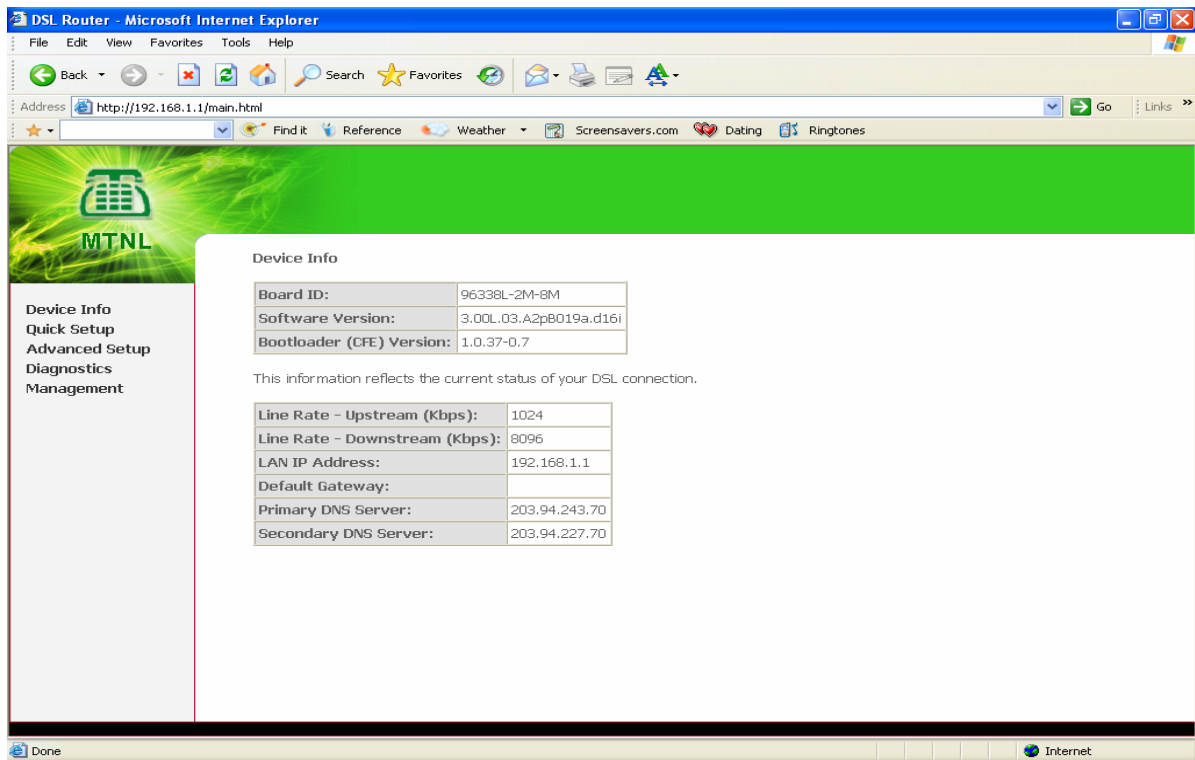 DSL Router - Microsoft Internet Explorer
File Edit View Favorites Tools Help
Back Search Favorites
Address http://192.168.1.1/main.html Go Links »
Find it Reference Weather Screensavers.com Dating Ringtones
MTNL
Device Info
Quick Setup
Advanced Setup
Diagnostics
Management
Device Info
Board ID: 96338L-2M-8M
Software Version: 3.00L.03.A2pB019a.d16i
Bootloader (CFE) Version: 1.0.37-0.7
This information reflects the current status of your DSL connection.
Line Rate - Upstream (Kbps): 1024
Line Rate - Downstream (Kbps): 8096
LAN IP Address: 192.168.1.1
Default Gateway:
Primary DNS Server: 203.94.243.70
Secondary DNS Server: 203.94.227.70
Done Internet